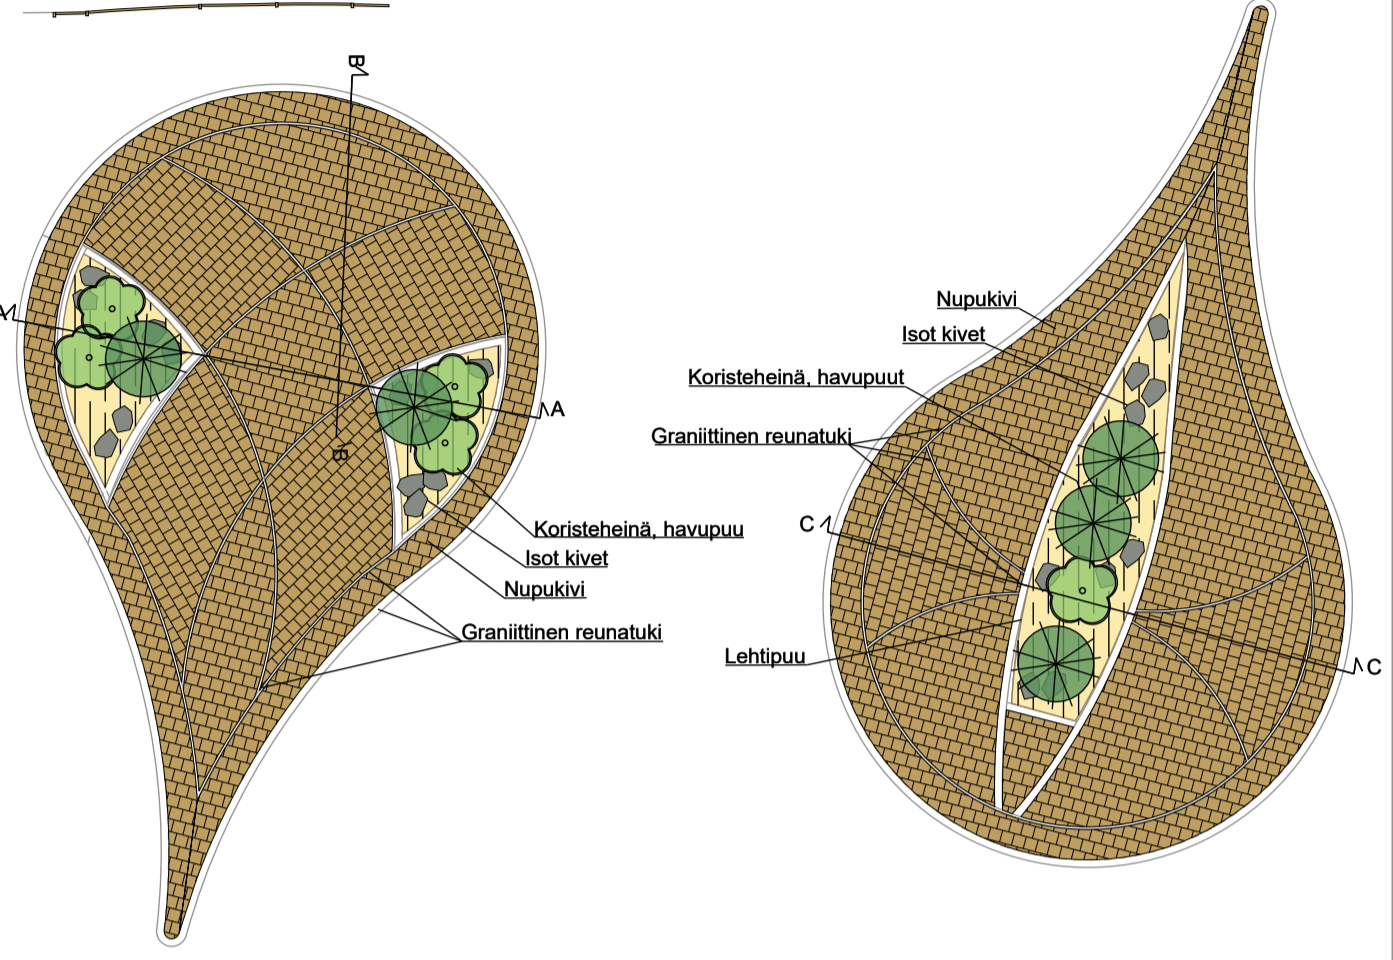 B
A
A
B
Koristeheinä, havupuu
Isot kivet
Nupukivi
Graniittinen reunatuki
Nupukivi
Isot kivet
Koristeheinä, havupuut
Graniittinen reunatuki
C
Lehtipuu
C